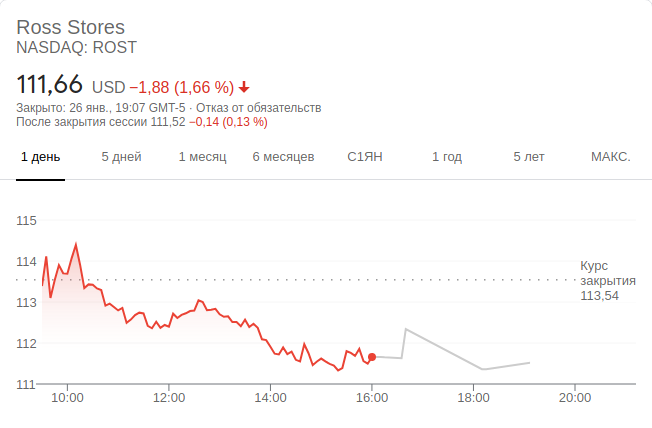 Ross Stores
NASDAQ: ROST
111,66 USD −1,88 (1,66 %)
Закрыто: 26 янв., 19:07 GMT-5 · Отказ от обязательств
После закрытия сессии 111,52 −0,14 (0,13 %)
1 день 5 дней 1 месяц 6 месяцев С1ЯН 1 год 5 лет МАКС.
115
114
113
112
111
Курс
закрытия
113,54
10:00 12:00 14:00 16:00 18:00 20:00